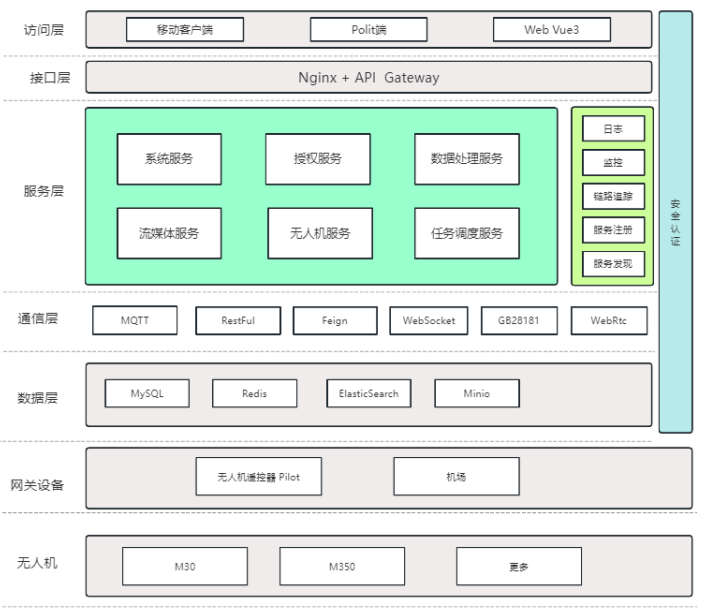 访问层
移动客户端
Polit端
Web Vue3
接口层
Nginx + API Gateway
服务层
系统服务
授权服务
数据处理服务
流媒体服务
无人机服务
任务调度服务
日志
监控
链路追踪
服务注册
服务发现
安全认证
通信层
MQTT
RestFul
Feign
WebSocket
GB28181
WebRtc
数据层
MySQL
Redis
ElasticSearch
Minio
网关设备
无人机遥控器 Pilot
机场
无人机
M30
M350
更多